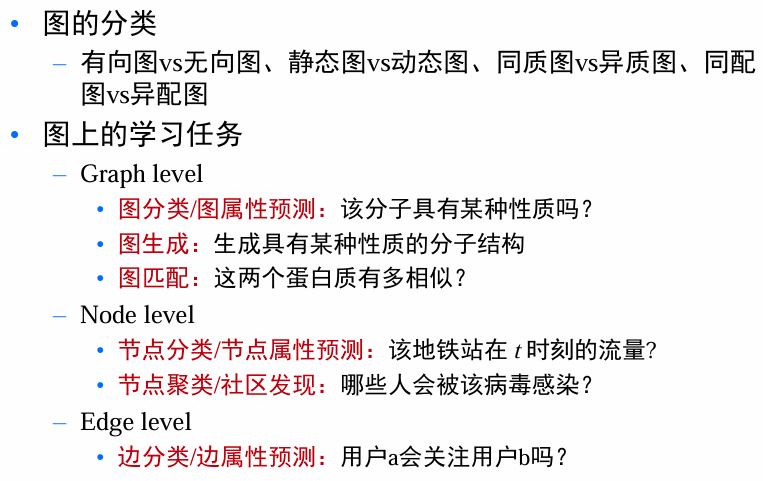 • 图的分类
– 有向图vs无向图、静态图vs动态图、同质图vs异质图、同配
图vs异配图
• 图上的学习任务
– Graph level
• 图分类/图属性预测：该分子具有某种性质吗？
• 图生成：生成具有某种性质的分子结构
• 图匹配：这两个蛋白质有多相似？
– Node level
• 节点分类/节点属性预测：该地铁站在 t 时刻的流量?
• 节点聚类/社区发现：哪些人会被该病毒感染？
– Edge level
• 边分类/边属性预测：用户a会关注用户b吗？